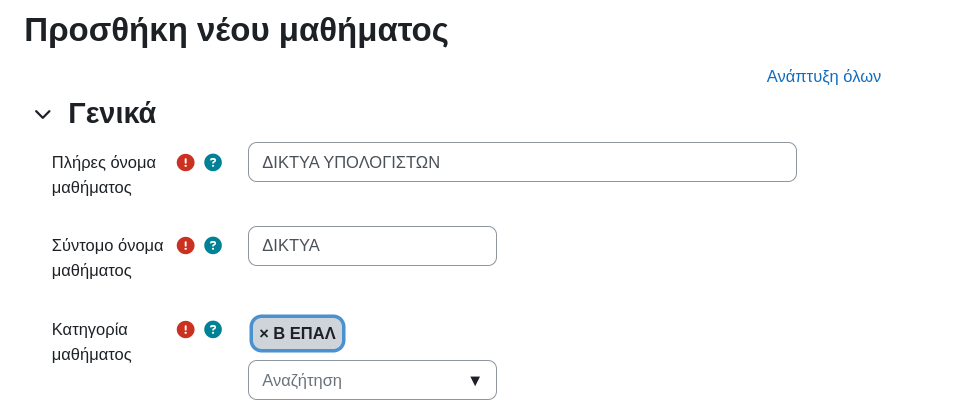 Προσθήκη νέου μαθήματος
Ανάπτυξη όλων
Γενικά
Πλήρες όνομα
μαθήματος
ΔΙΚΤΥΑ ΥΠΟΛΟΓΙΣΤΩΝ
Σύντομο όνομα
μαθήματος
ΔΙΚΤΥΑ
Κατηγορία
μαθήματος
× Β ΕΠΑΛ
Αναζήτηση